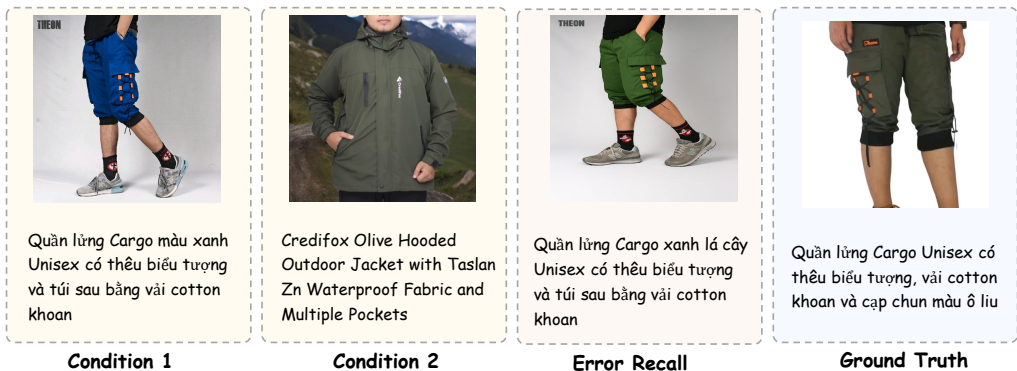 THEON
Quần lửng Cargo màu xanh
Unisex có thêu biểu tượng
và túi sau bằng vải cotton
khoan
Condition 1
Credifox
Credifox Olive Hooded
Outdoor Jacket with Taslan
Zn Waterproof Fabric and
Multiple Pockets
Condition 2
THEON
Quần lửng Cargo xanh lá cây
Unisex có thêu biểu tượng
và túi sau bằng vải cotton
khoan
Error Recall
Theon
Quần lửng Cargo Unisex có
thêu biểu tượng, vải cotton
khoan và cạp chun màu ô liu
Ground Truth